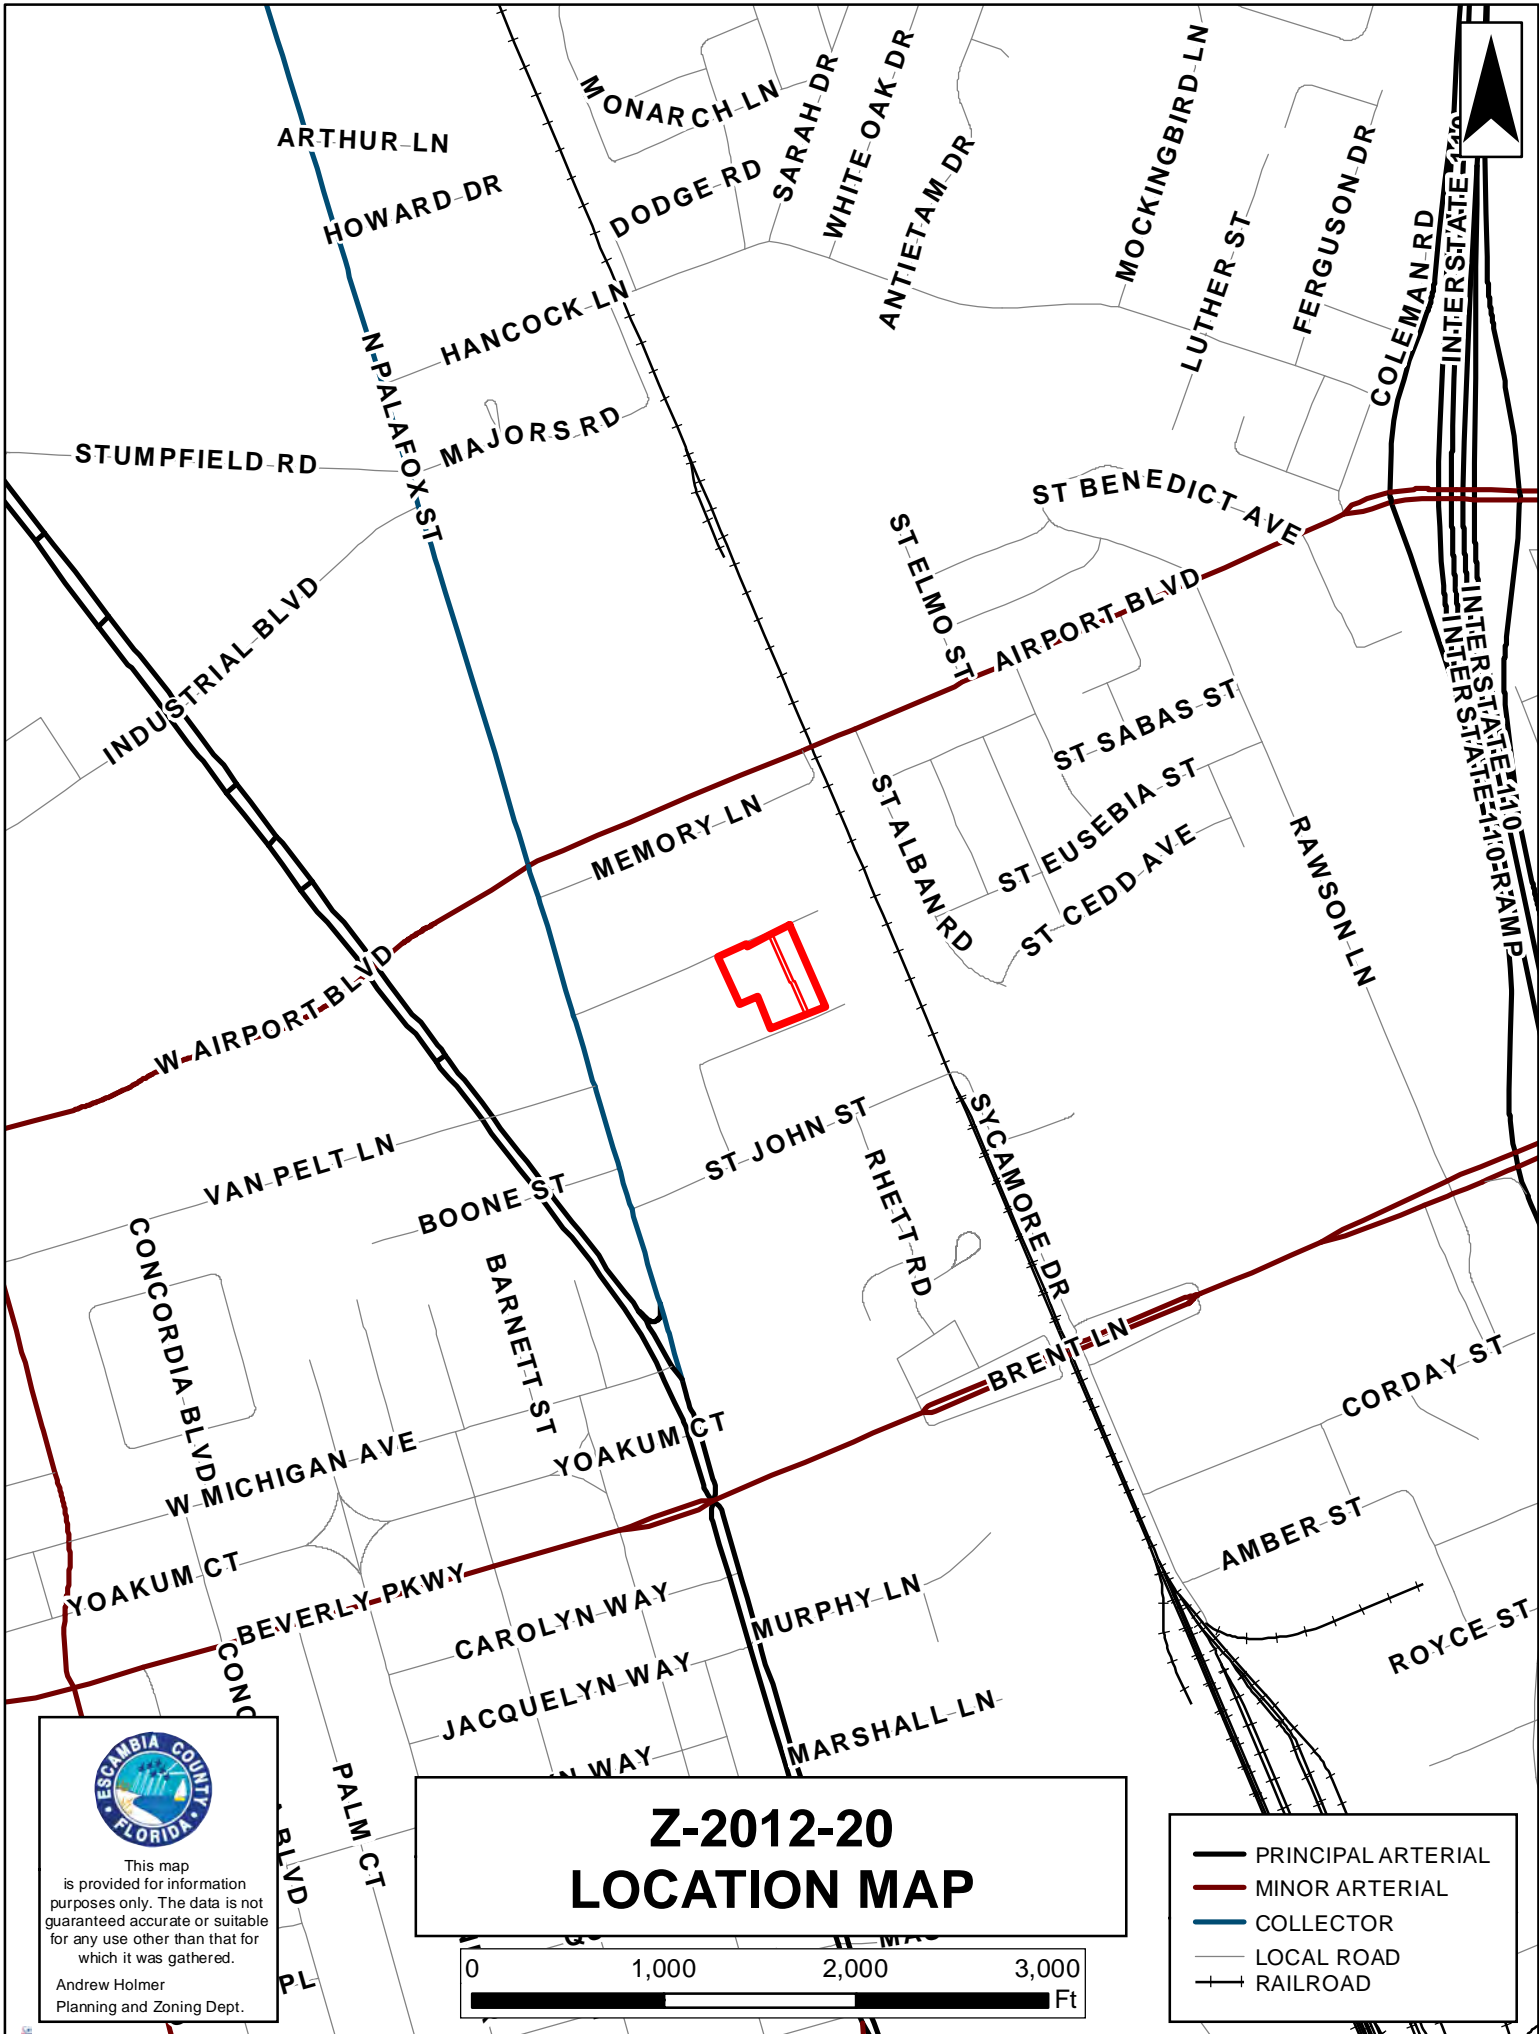 ARTHUR LN
HOWARD DR
MONARCH LN
DODGE RD
SARAH DR
WHITE OAK DR
ANTIETAM DR
MOCKINGBIRD LN
LUTHER ST
FERGUSON DR
COLEMAN RD
HANCOCK LN
N PALAFOX ST
MAJORS RD
STUMPFIELD RD
INDUSTRIAL BLVD
ST BENEDICT AVE
ST ELMO ST
AIRPORT BLVD
ST SABAS ST
ST EUSEBIA ST
ST CEDD AVE
ST ALBAN RD
RAWSON LN
INTERSTATE 110
INTERSTATE 110 RAMP
MEMORY LN
W AIRPORT BLVD
VAN PELT LN
BOONE ST
ST JOHN ST
RHETT RD
SYCAMORE DR
CONCORDIA BLVD
BARNETT ST
BRENT LN
CORDAY ST
W MICHIGAN AVE
YOAKUM CT
YOAKUM CT
BEVERLY PKWY
CAROLYN WAY
MURPHY LN
AMBER ST
ROYCE ST
JACQUELYN WAY
MARSHALL LN
PALM CT
WAY
BLVD
PL
ESCAMBIA COUNTY
FLORIDA
This map
is provided for information
purposes only. The data is not
guaranteed accurate or suitable
for any use other than that for
which it was gathered.
Andrew Holmer
Planning and Zoning Dept.
Z-2012-20
LOCATION MAP
0 1,000 2,000 3,000
Ft
PRINCIPAL ARTERIAL
MINOR ARTERIAL
COLLECTOR
LOCAL ROAD
RAILROAD